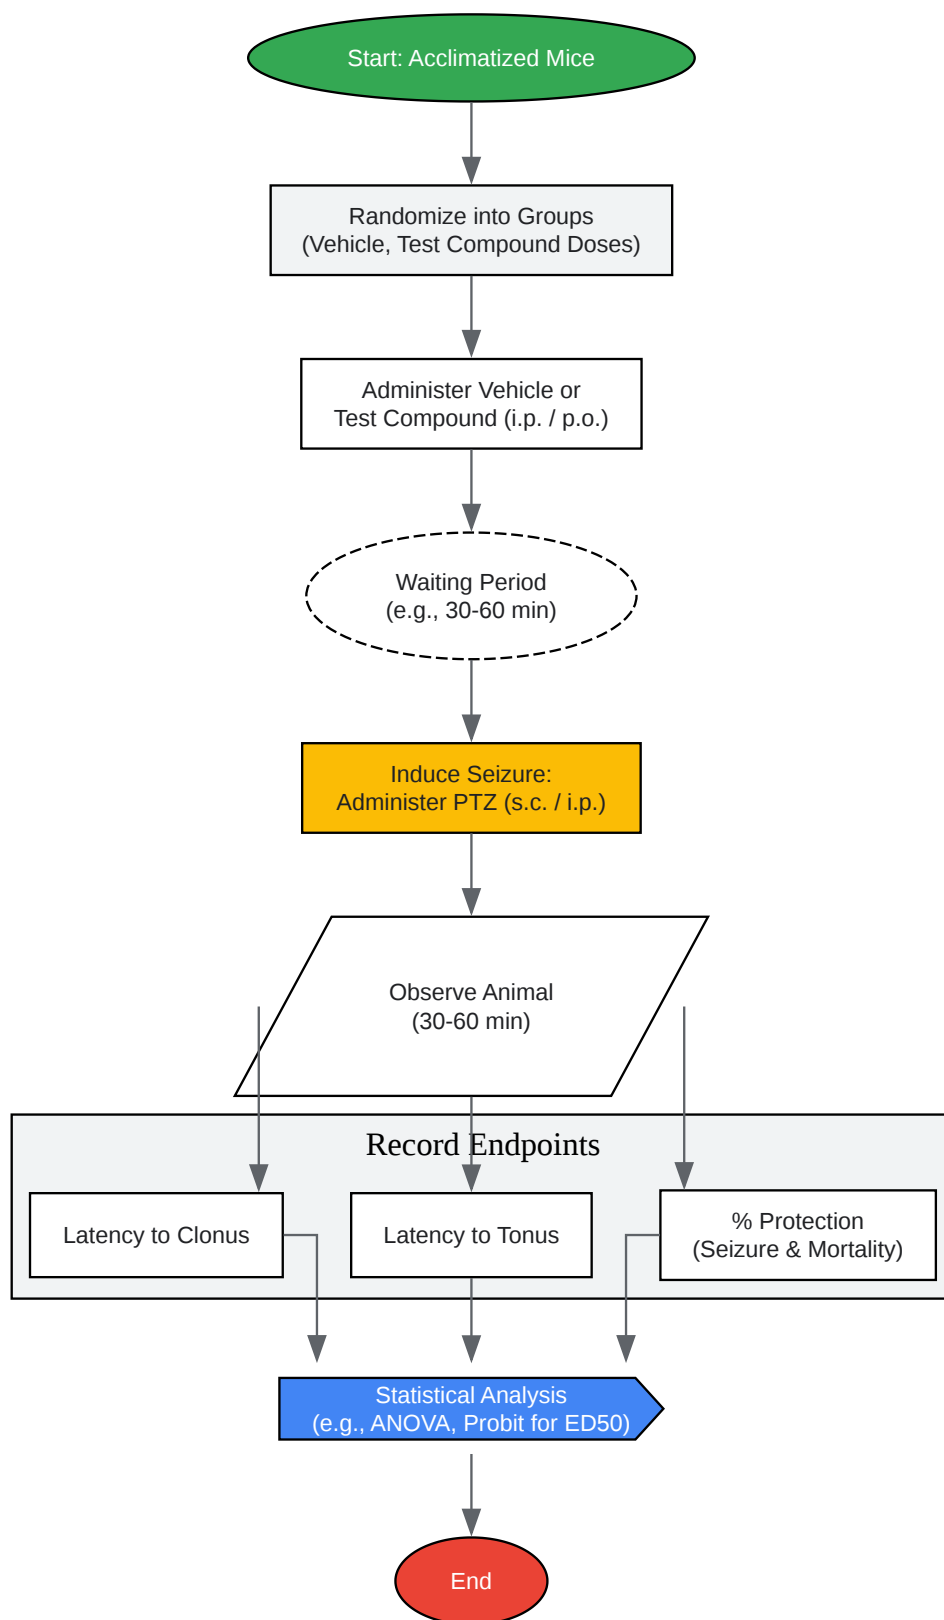 Start: Acclimatized Mice
Randomize into Groups
(Vehicle, Test Compound Doses)
Administer Vehicle or
Test Compound (i.p. / p.o.)
Waiting Period
(e.g., 30-60 min)
Induce Seizure:
Administer PTZ (s.c. / i.p.)
Observe Animal
(30-60 min)
Record Endpoints
Latency to Clonus
Latency to Tonus
% Protection
(Seizure & Mortality)
Statistical Analysis
(e.g., ANOVA, Probit for ED50)
End